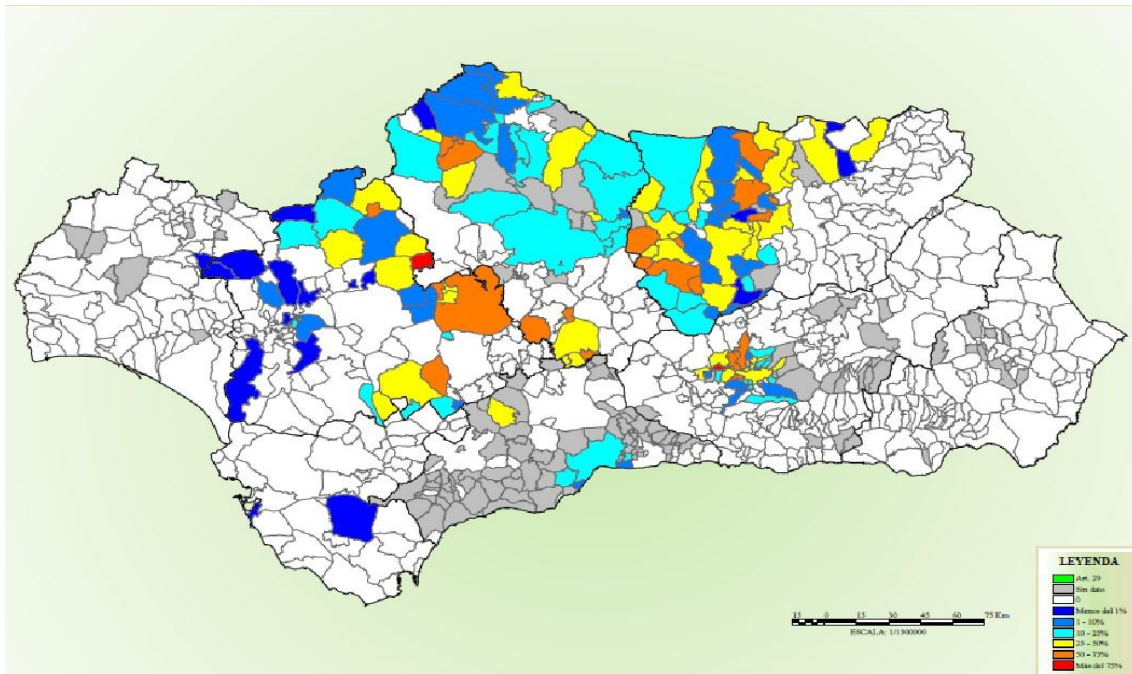 LEYENDA
Art. 29
Sin dato
0
Menos del 1%
1 - 10%
10 - 25%
25 - 50%
50 - 75%
Más del 75%
15 0 15 30 45 60 75 Km
ESCALA: 1/1300000